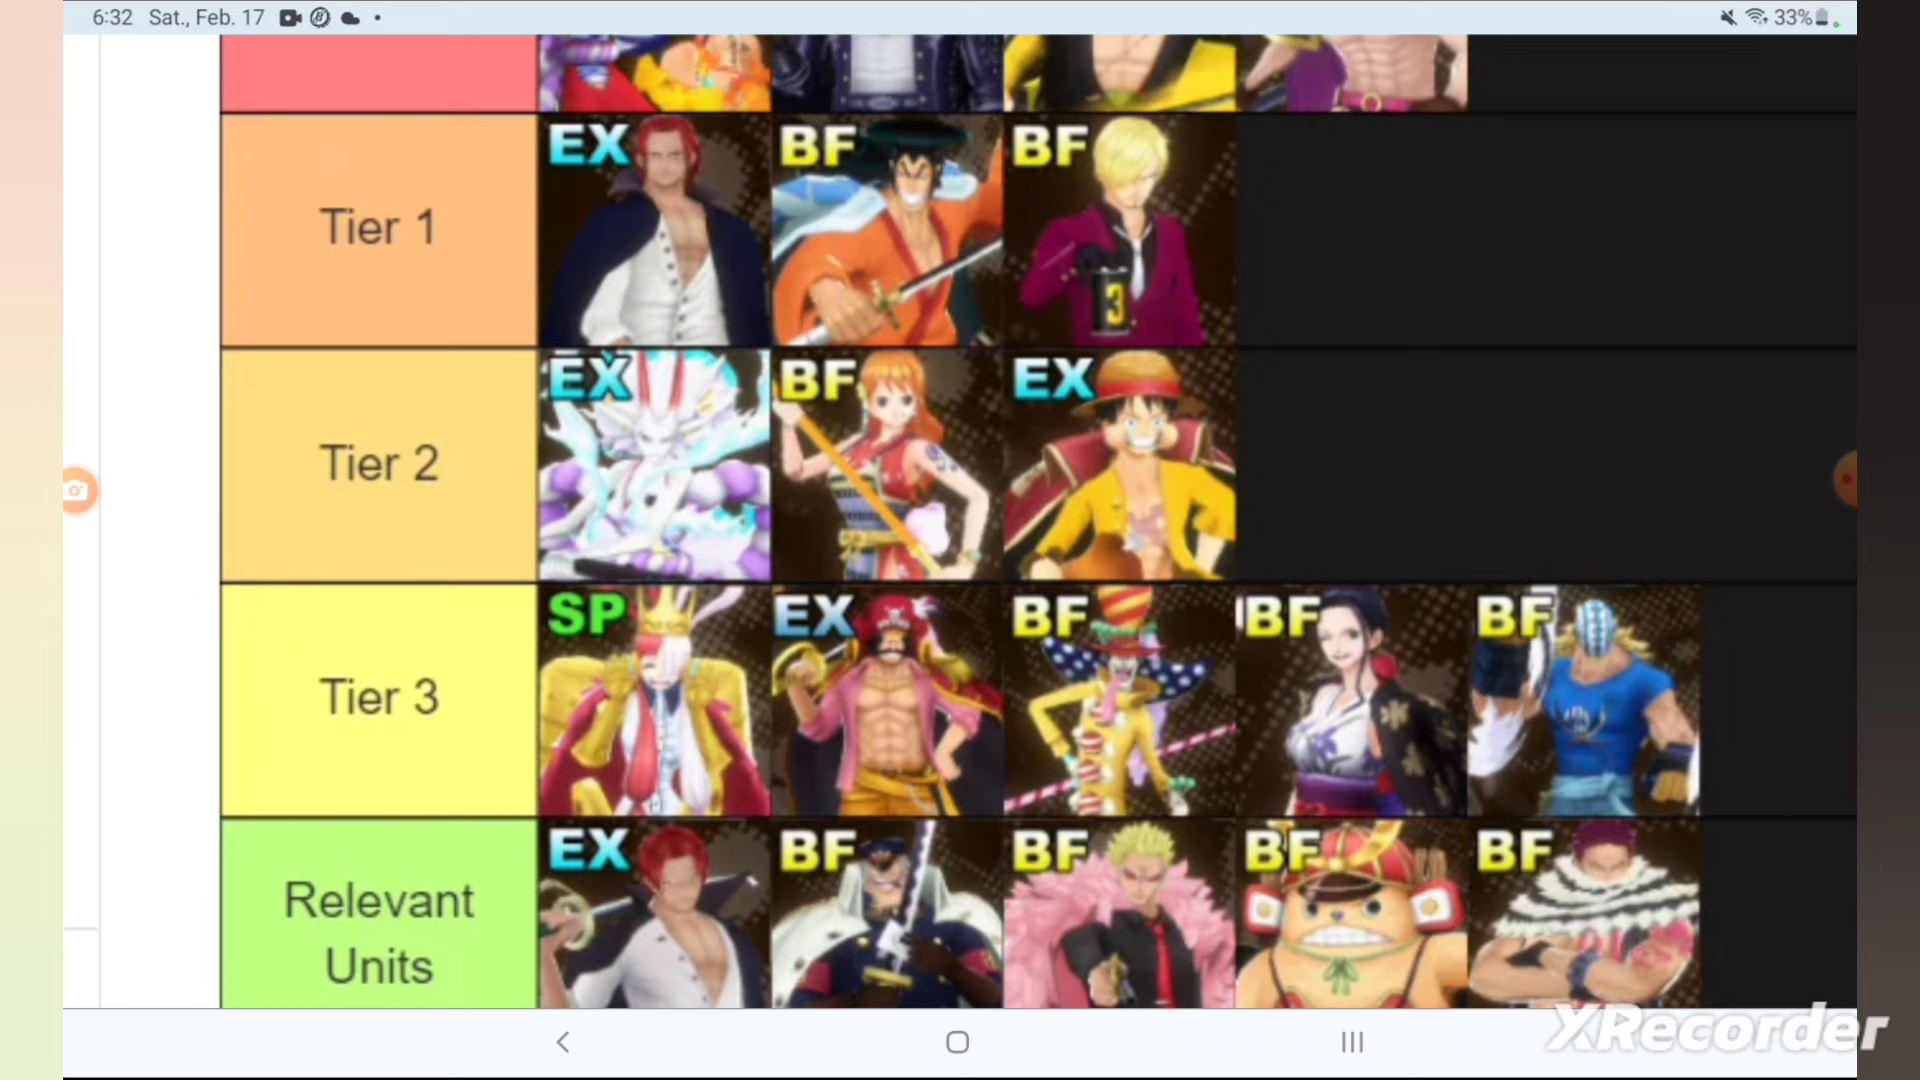 6:32 Sat., Feb. 17
33%
Tier 1
EX
BF
BF
3
Tier 2
EX
BF
EX
Tier 3
SP
EX
BF
BF
BF
Relevant
Units
EX
BF
BF
BF
BF
XRecorder